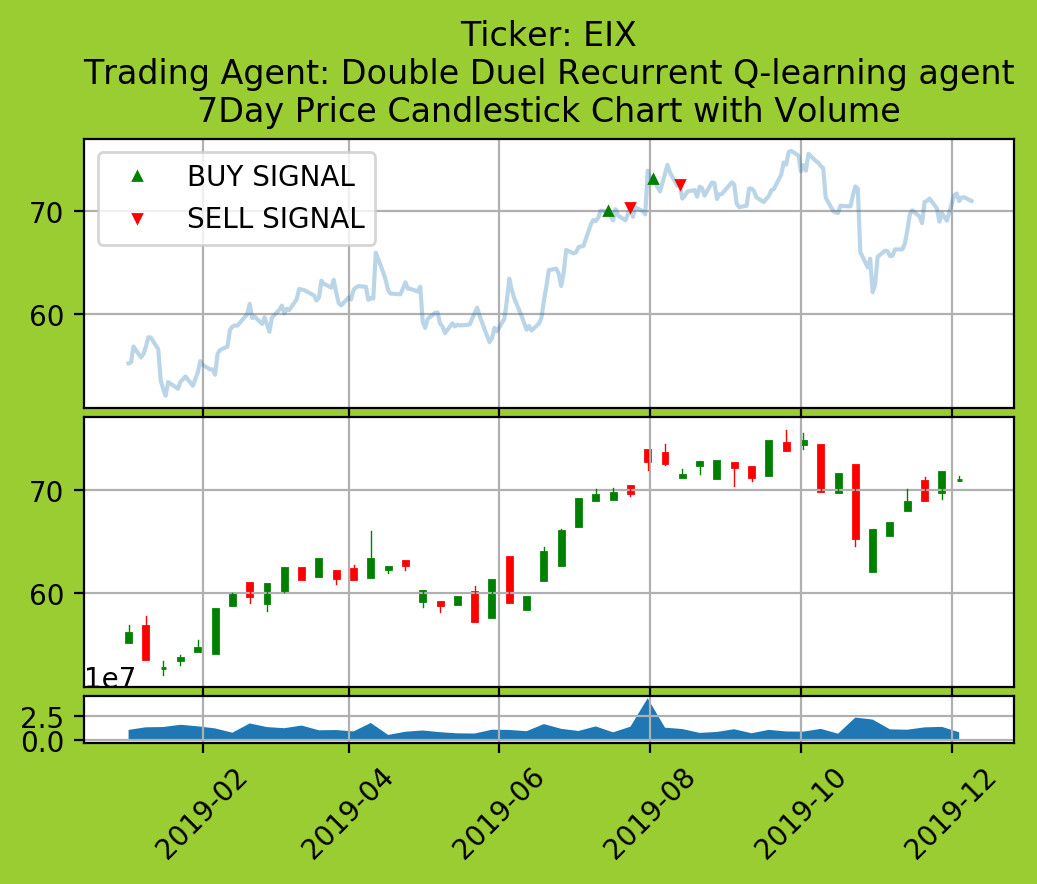 Ticker: EIX
Trading Agent: Double Duel Recurrent Q-learning agent
7Day Price Candlestick Chart with Volume
BUY SIGNAL
SELL SIGNAL
70
60
70
60
1e7
2.5
0.0
2019-02
2019-04
2019-06
2019-08
2019-10
2019-12